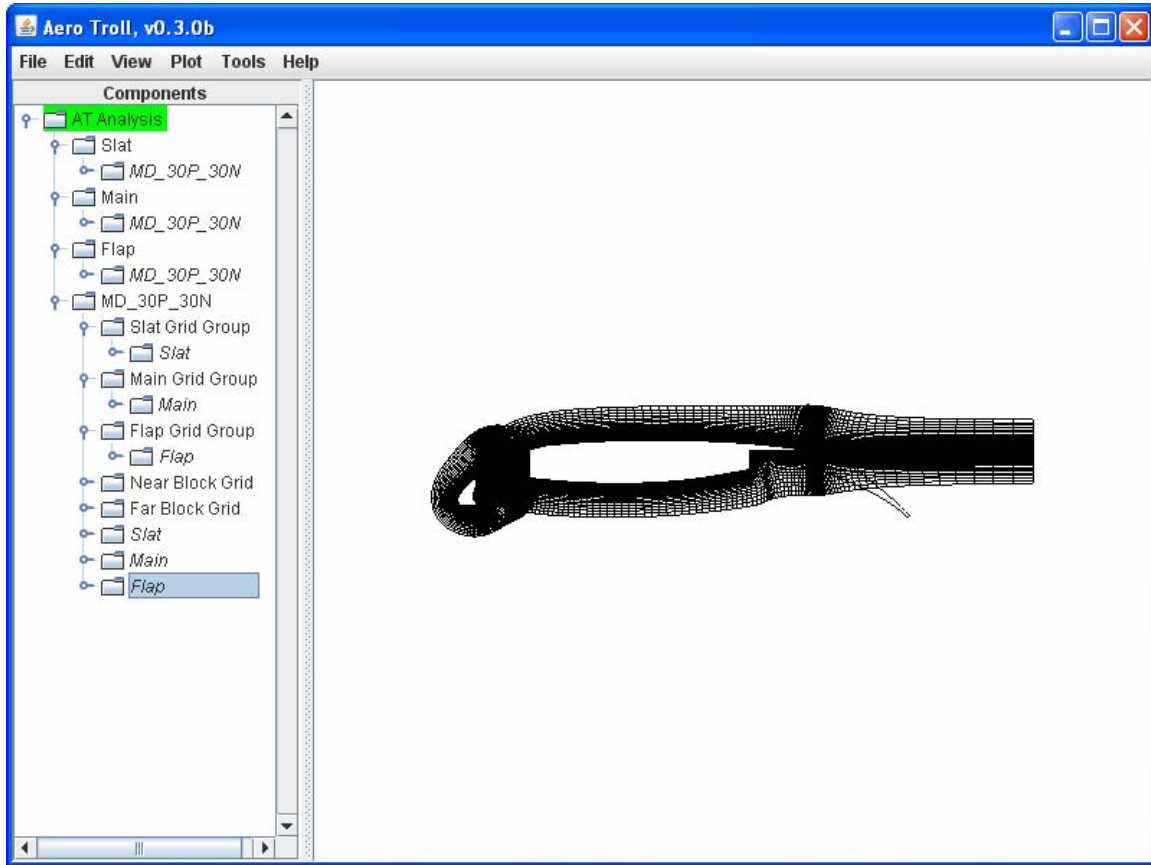 Aero Troll, v0.3.0b
File Edit View Plot Tools Help
Components
AT Analysis
Slat
MD_30P_30N
Main
MD_30P_30N
Flap
MD_30P_30N
MD_30P_30N
Slat Grid Group
Slat
Main Grid Group
Main
Flap Grid Group
Flap
Near Block Grid
Far Block Grid
Slat
Main
Flap